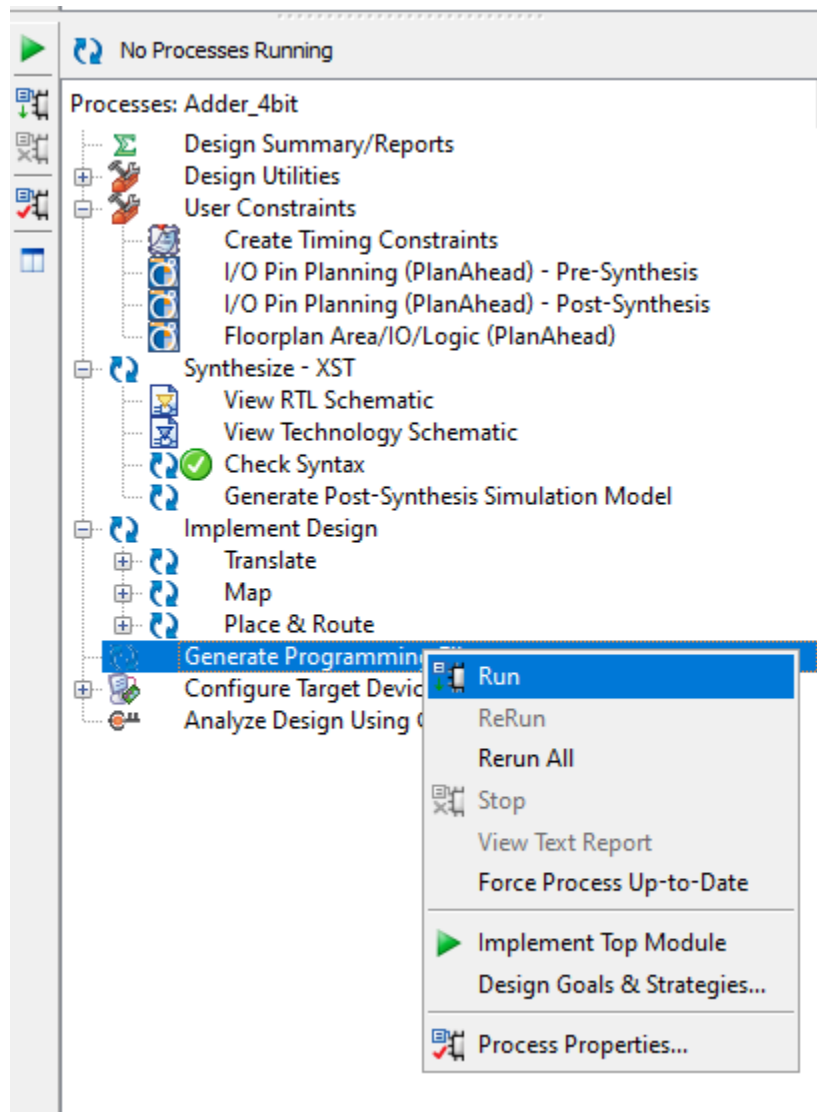 No Processes Running
Processes: Adder_4bit
Design Summary/Reports
Design Utilities
User Constraints
Create Timing Constraints
I/O Pin Planning (PlanAhead) - Pre-Synthesis
I/O Pin Planning (PlanAhead) - Post-Synthesis
Floorplan Area/IO/Logic (PlanAhead)
Synthesize - XST
View RTL Schematic
View Technology Schematic
Check Syntax
Generate Post-Synthesis Simulation Model
Implement Design
Translate
Map
Place & Route
Generate
Configure Target
Analyze Design Using
Run
ReRun
Rerun All
Stop
View Text Report
Force Process Up-to-Date
Implement Top Module
Design Goals & Strategies...
Process Properties...